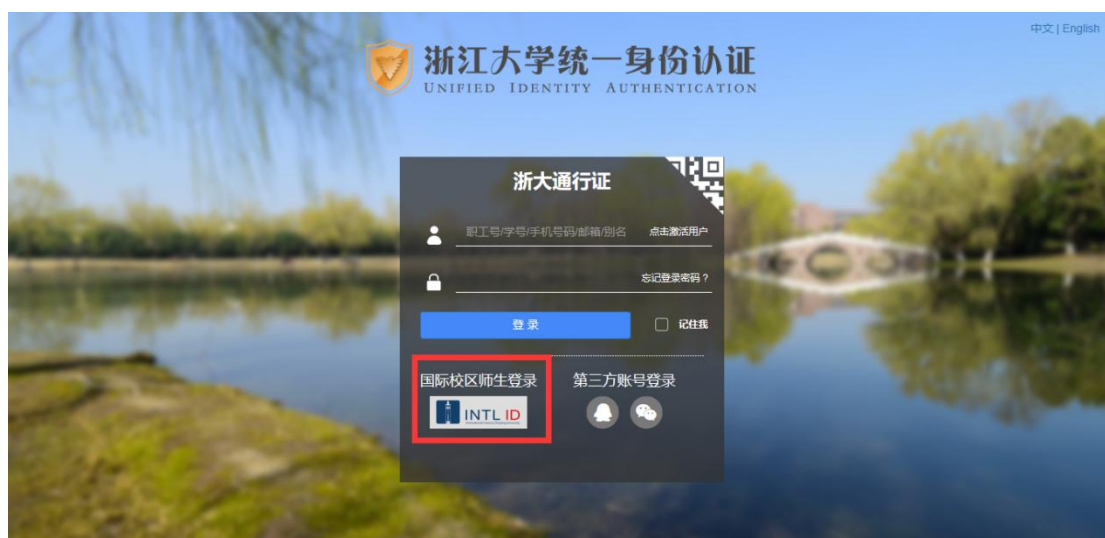 中文 | English
浙江大学统一身份认证
UNIFIED IDENTITY AUTHENTICATION
浙大通行证
职工号/学号/手机号码/邮箱/别名 点击激活用户
忘记登录密码？
登录 记住我
国际校区师生登录 第三方账号登录
INTL ID